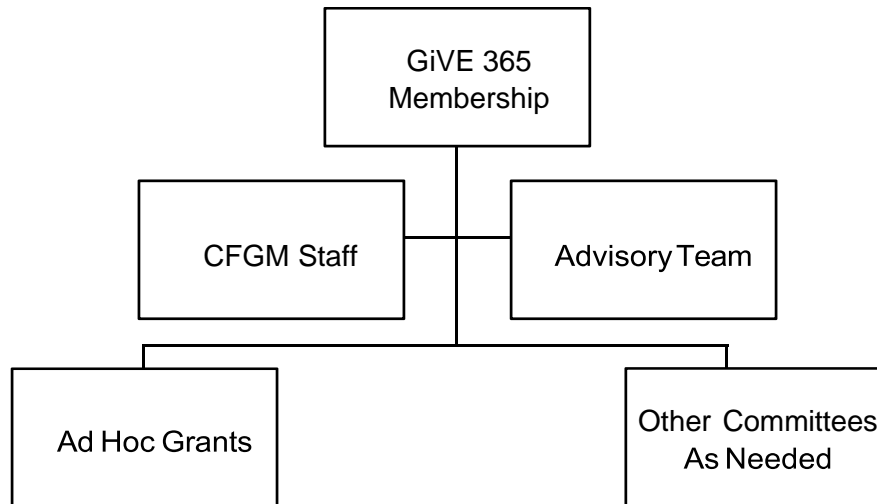 GiVE 365
Membership
CFGM Staff
Advisory Team
Ad Hoc Grants
Other Committees
As Needed